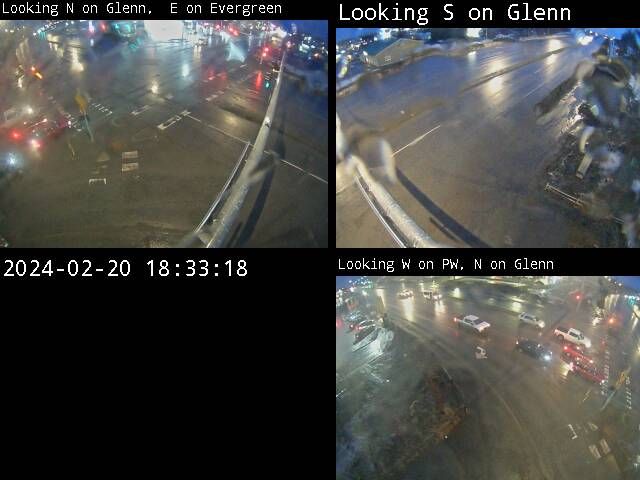 Looking N on Glenn,  E on Evergreen
Looking S on Glenn
2024-02-20 18:33:18
Looking W on PW, N on Glenn